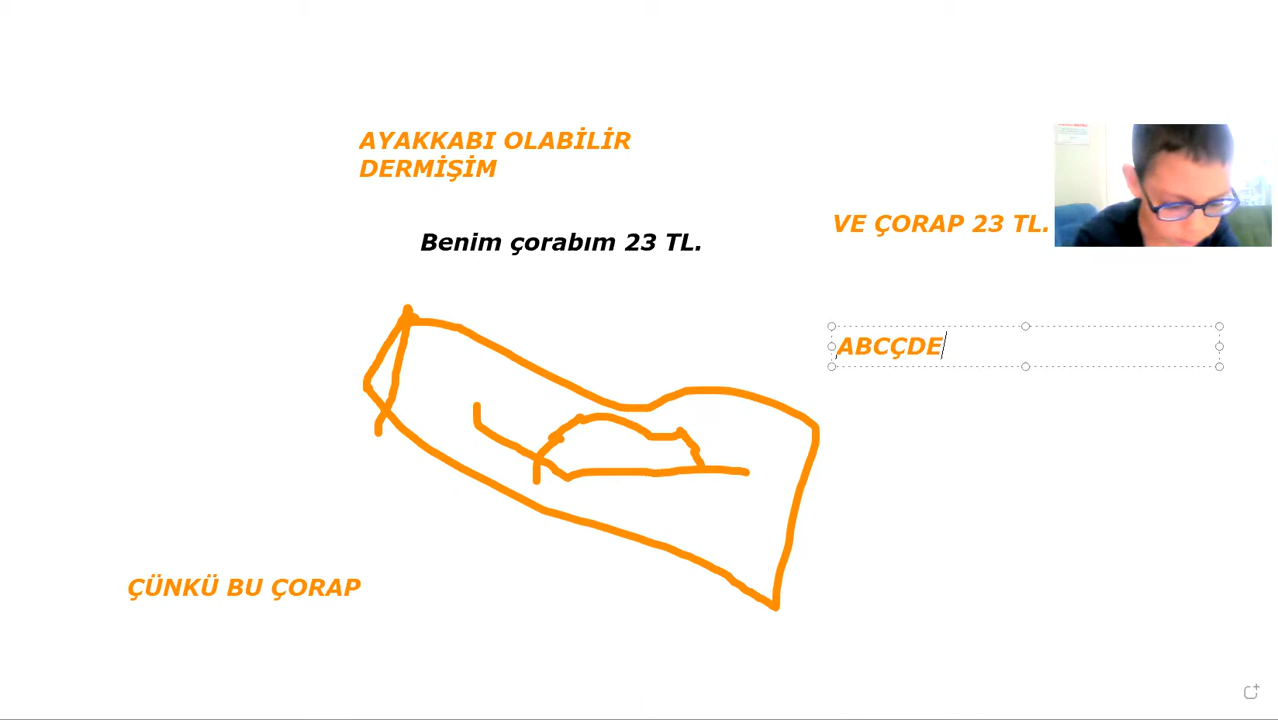 AYAKKABI OLABİLİR
DERMİŞİM
Benim çorabım 23 TL.
VE ÇORAP 23 TL.
ABCÇDE
ÇÜNKÜ BU ÇORAP